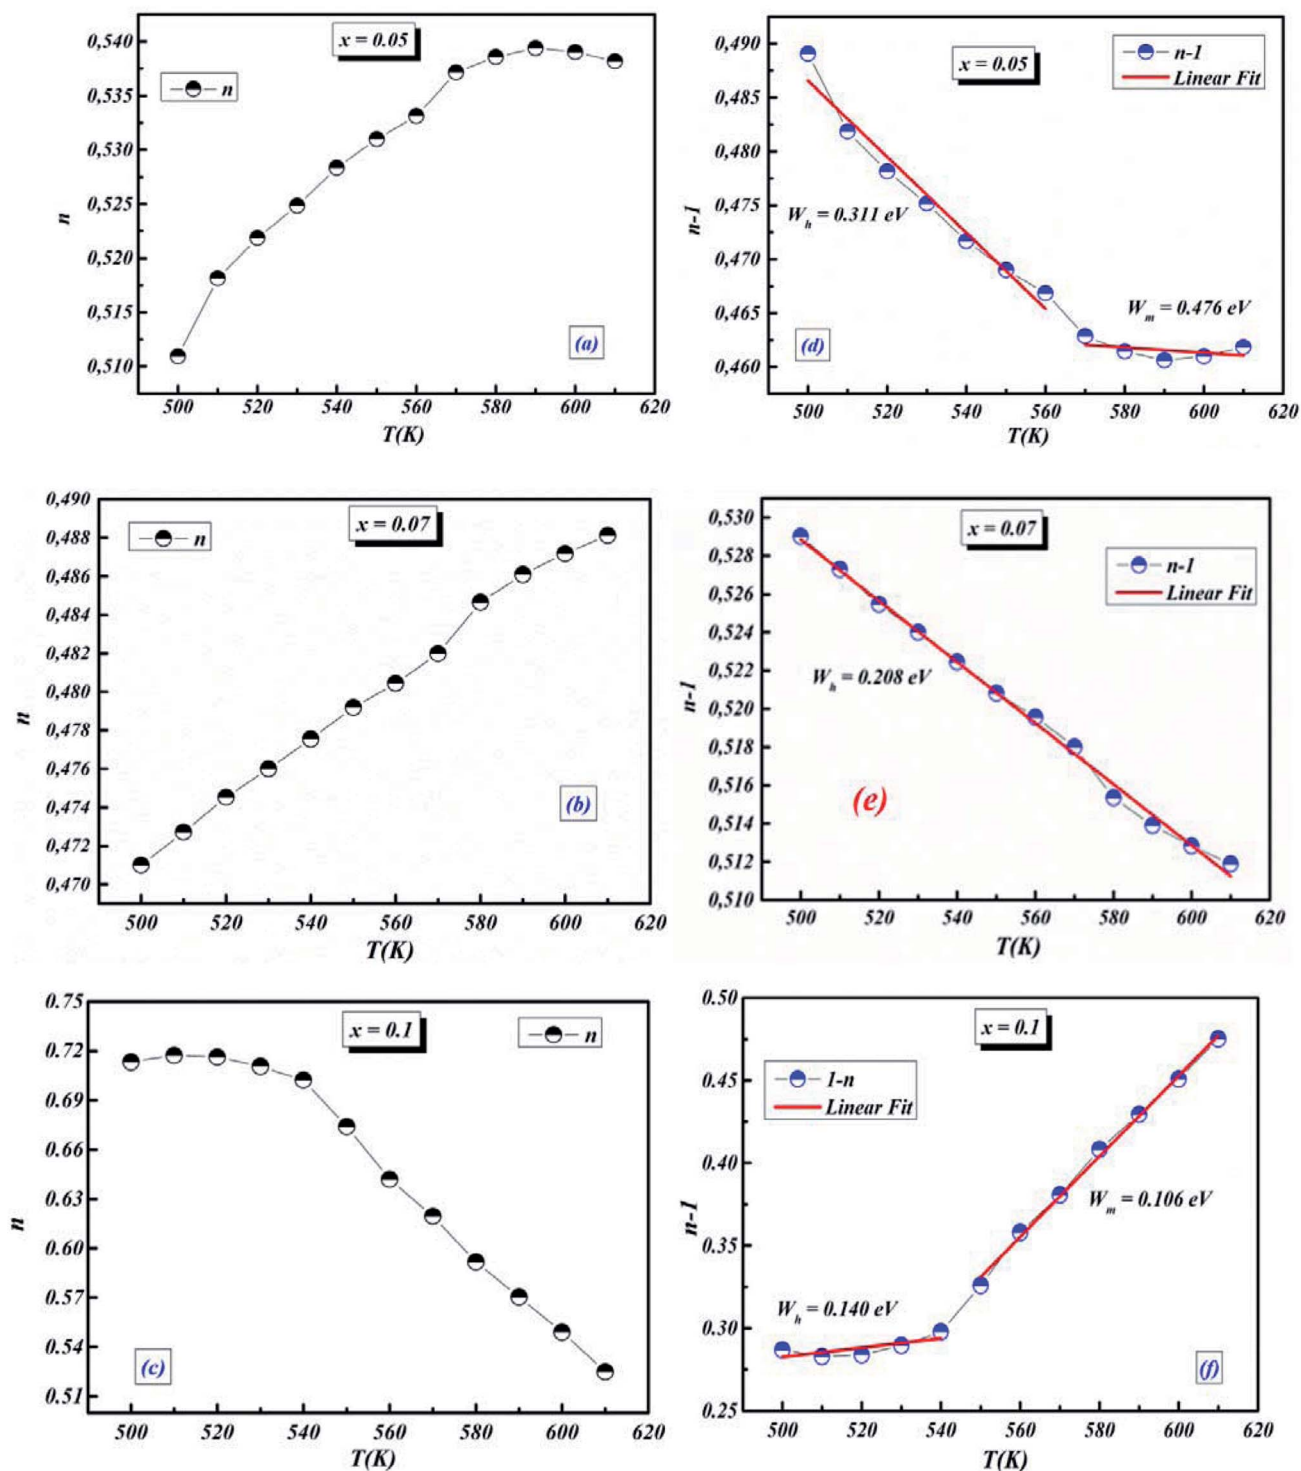 x = 0.05
n
0,540
0,535
0,530
0,525
0,520
0,515
0,510
n
(a)
500 520 540 560 580 600 620
T(K)
x = 0.05
n-1
Linear Fit
0,490
0,485
0,480
0,475
0,470
0,465
0,460
n-1
W_h = 0.311 eV
W_m = 0.476 eV
(d)
500 520 540 560 580 600 620
T(K)
x = 0.07
n
0,490
0,488
0,486
0,484
0,482
0,480
0,478
0,476
0,474
0,472
0,470
n
(b)
500 520 540 560 580 600 620
T(K)
x = 0.07
n-1
Linear Fit
0,530
0,528
0,526
0,524
0,522
0,520
0,518
0,516
0,514
0,512
0,510
n-1
W_h = 0.208 eV
(e)
500 520 540 560 580 600 620
T(K)
x = 0.1
n
0.75
0.72
0.69
0.66
0.63
0.60
0.57
0.54
0.51
n
(c)
500 520 540 560 580 600 620
T(K)
x = 0.1
1-n
Linear Fit
0.50
0.45
0.40
0.35
0.30
0.25
n-1
W_m = 0.106 eV
W_h = 0.140 eV
(f)
500 520 540 560 580 600 620
T(K)